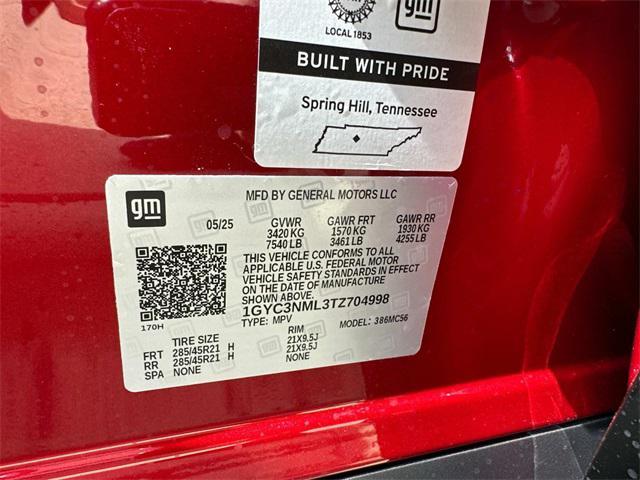 gm
LOCAL 1853
BUILT WITH PRIDE
Spring Hill, Tennessee
MFD BY GENERAL MOTORS LLC
gm
05/25 GVWR GAWR FRT GAWR RR
3420 KG 1570 KG 1930 KG
7540 LB 3461 LB 4255 LB
THIS VEHICLE CONFORMS TO ALL
APPLICABLE U.S. FEDERAL MOTOR
VEHICLE SAFETY STANDARDS IN EFFECT
ON THE DATE OF MANUFACTURE
SHOWN ABOVE.
1GYC3NML3TZ704998
170H TYPE: MPV MODEL: 386MC56
TIRE SIZE RIM
FRT 285/45R21 H 21X9.5J
RR 285/45R21 H 21X9.5J
SPA NONE NONE